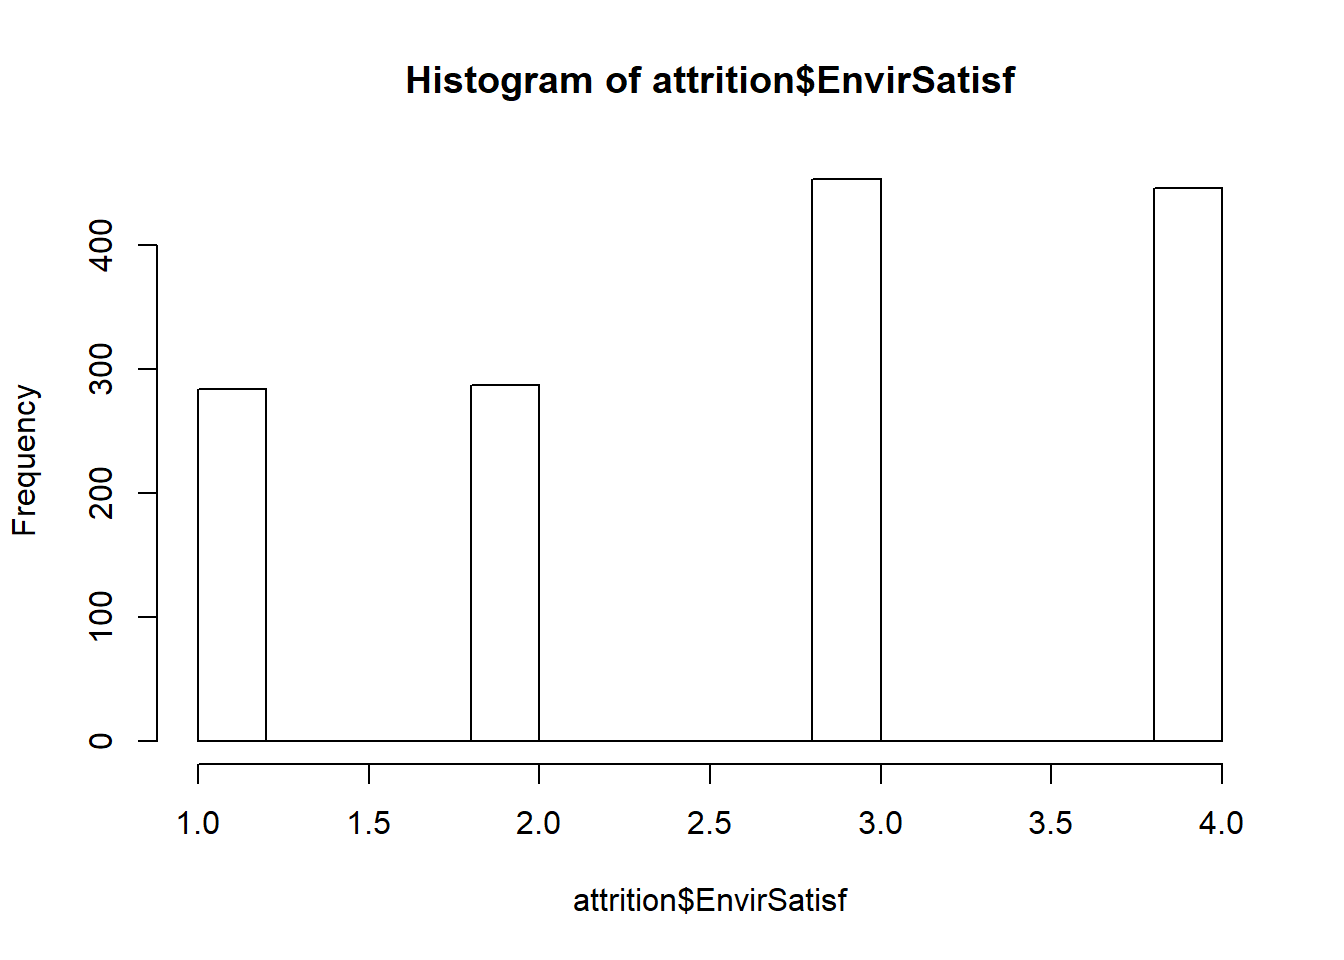 Histogram of attrition$EnvirSatisf
Frequency
400
300
200
100
0
1.0 1.5 2.0 2.5 3.0 3.5 4.0
attrition$EnvirSatisf